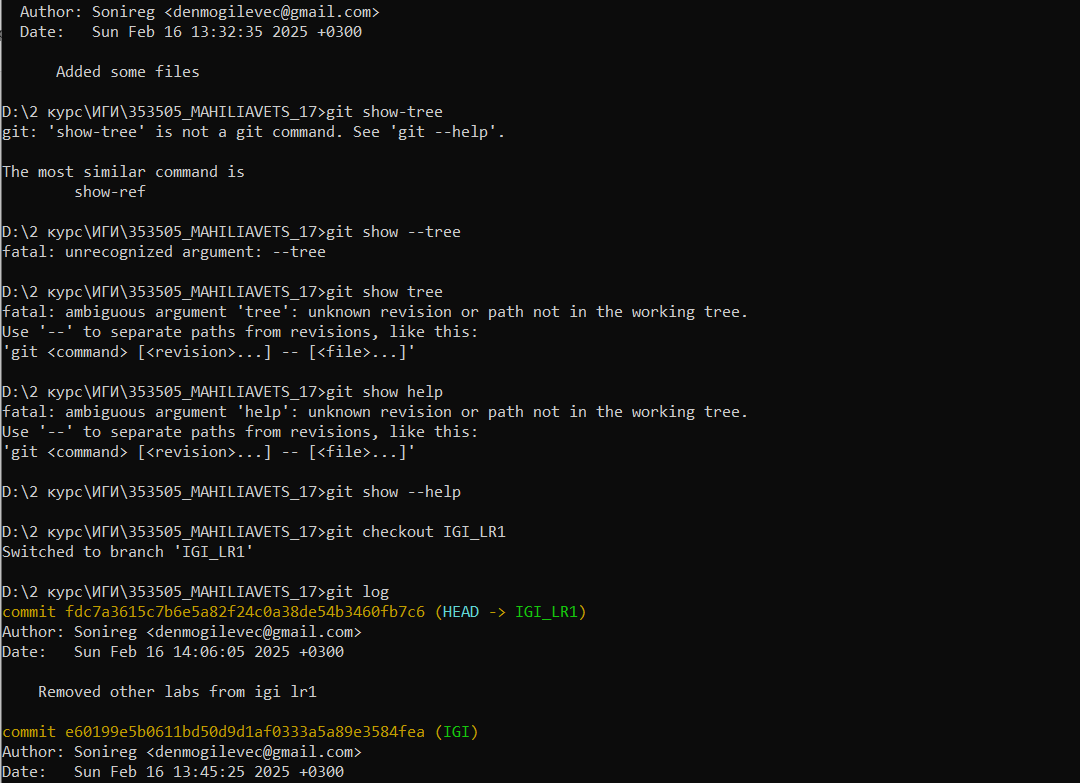 Author: Sonireg <denmogilevec@gmail.com>
Date:   Sun Feb 16 13:32:35 2025 +0300
Added some files
D:\2 курс\ИГИ\353505_MAHILIAVETS_17>git show-tree
git: 'show-tree' is not a git command. See 'git --help'.
The most similar command is
show-ref
D:\2 курс\ИГИ\353505_MAHILIAVETS_17>git show --tree
fatal: unrecognized argument: --tree
D:\2 курс\ИГИ\353505_MAHILIAVETS_17>git show tree
fatal: ambiguous argument 'tree': unknown revision or path not in the working tree.
Use '--' to separate paths from revisions, like this:
'git <command> [<revision>...] -- [<file>...]'
D:\2 курс\ИГИ\353505_MAHILIAVETS_17>git show help
fatal: ambiguous argument 'help': unknown revision or path not in the working tree.
Use '--' to separate paths from revisions, like this:
'git <command> [<revision>...] -- [<file>...]'
D:\2 курс\ИГИ\353505_MAHILIAVETS_17>git show --help
D:\2 курс\ИГИ\353505_MAHILIAVETS_17>git checkout IGI_LR1
Switched to branch 'IGI_LR1'
D:\2 курс\ИГИ\353505_MAHILIAVETS_17>git log
commit fdc7a3615c7b6e5a82f24c0a38de54b3460fb7c6 (HEAD -> IGI_LR1)
Author: Sonireg <denmogilevec@gmail.com>
Date:   Sun Feb 16 14:06:05 2025 +0300
Removed other labs from igi lr1
commit e60199e5b0611bd50d9d1af0333a5a89e3584fea (IGI)
Author: Sonireg <denmogilevec@gmail.com>
Date:   Sun Feb 16 13:45:25 2025 +0300